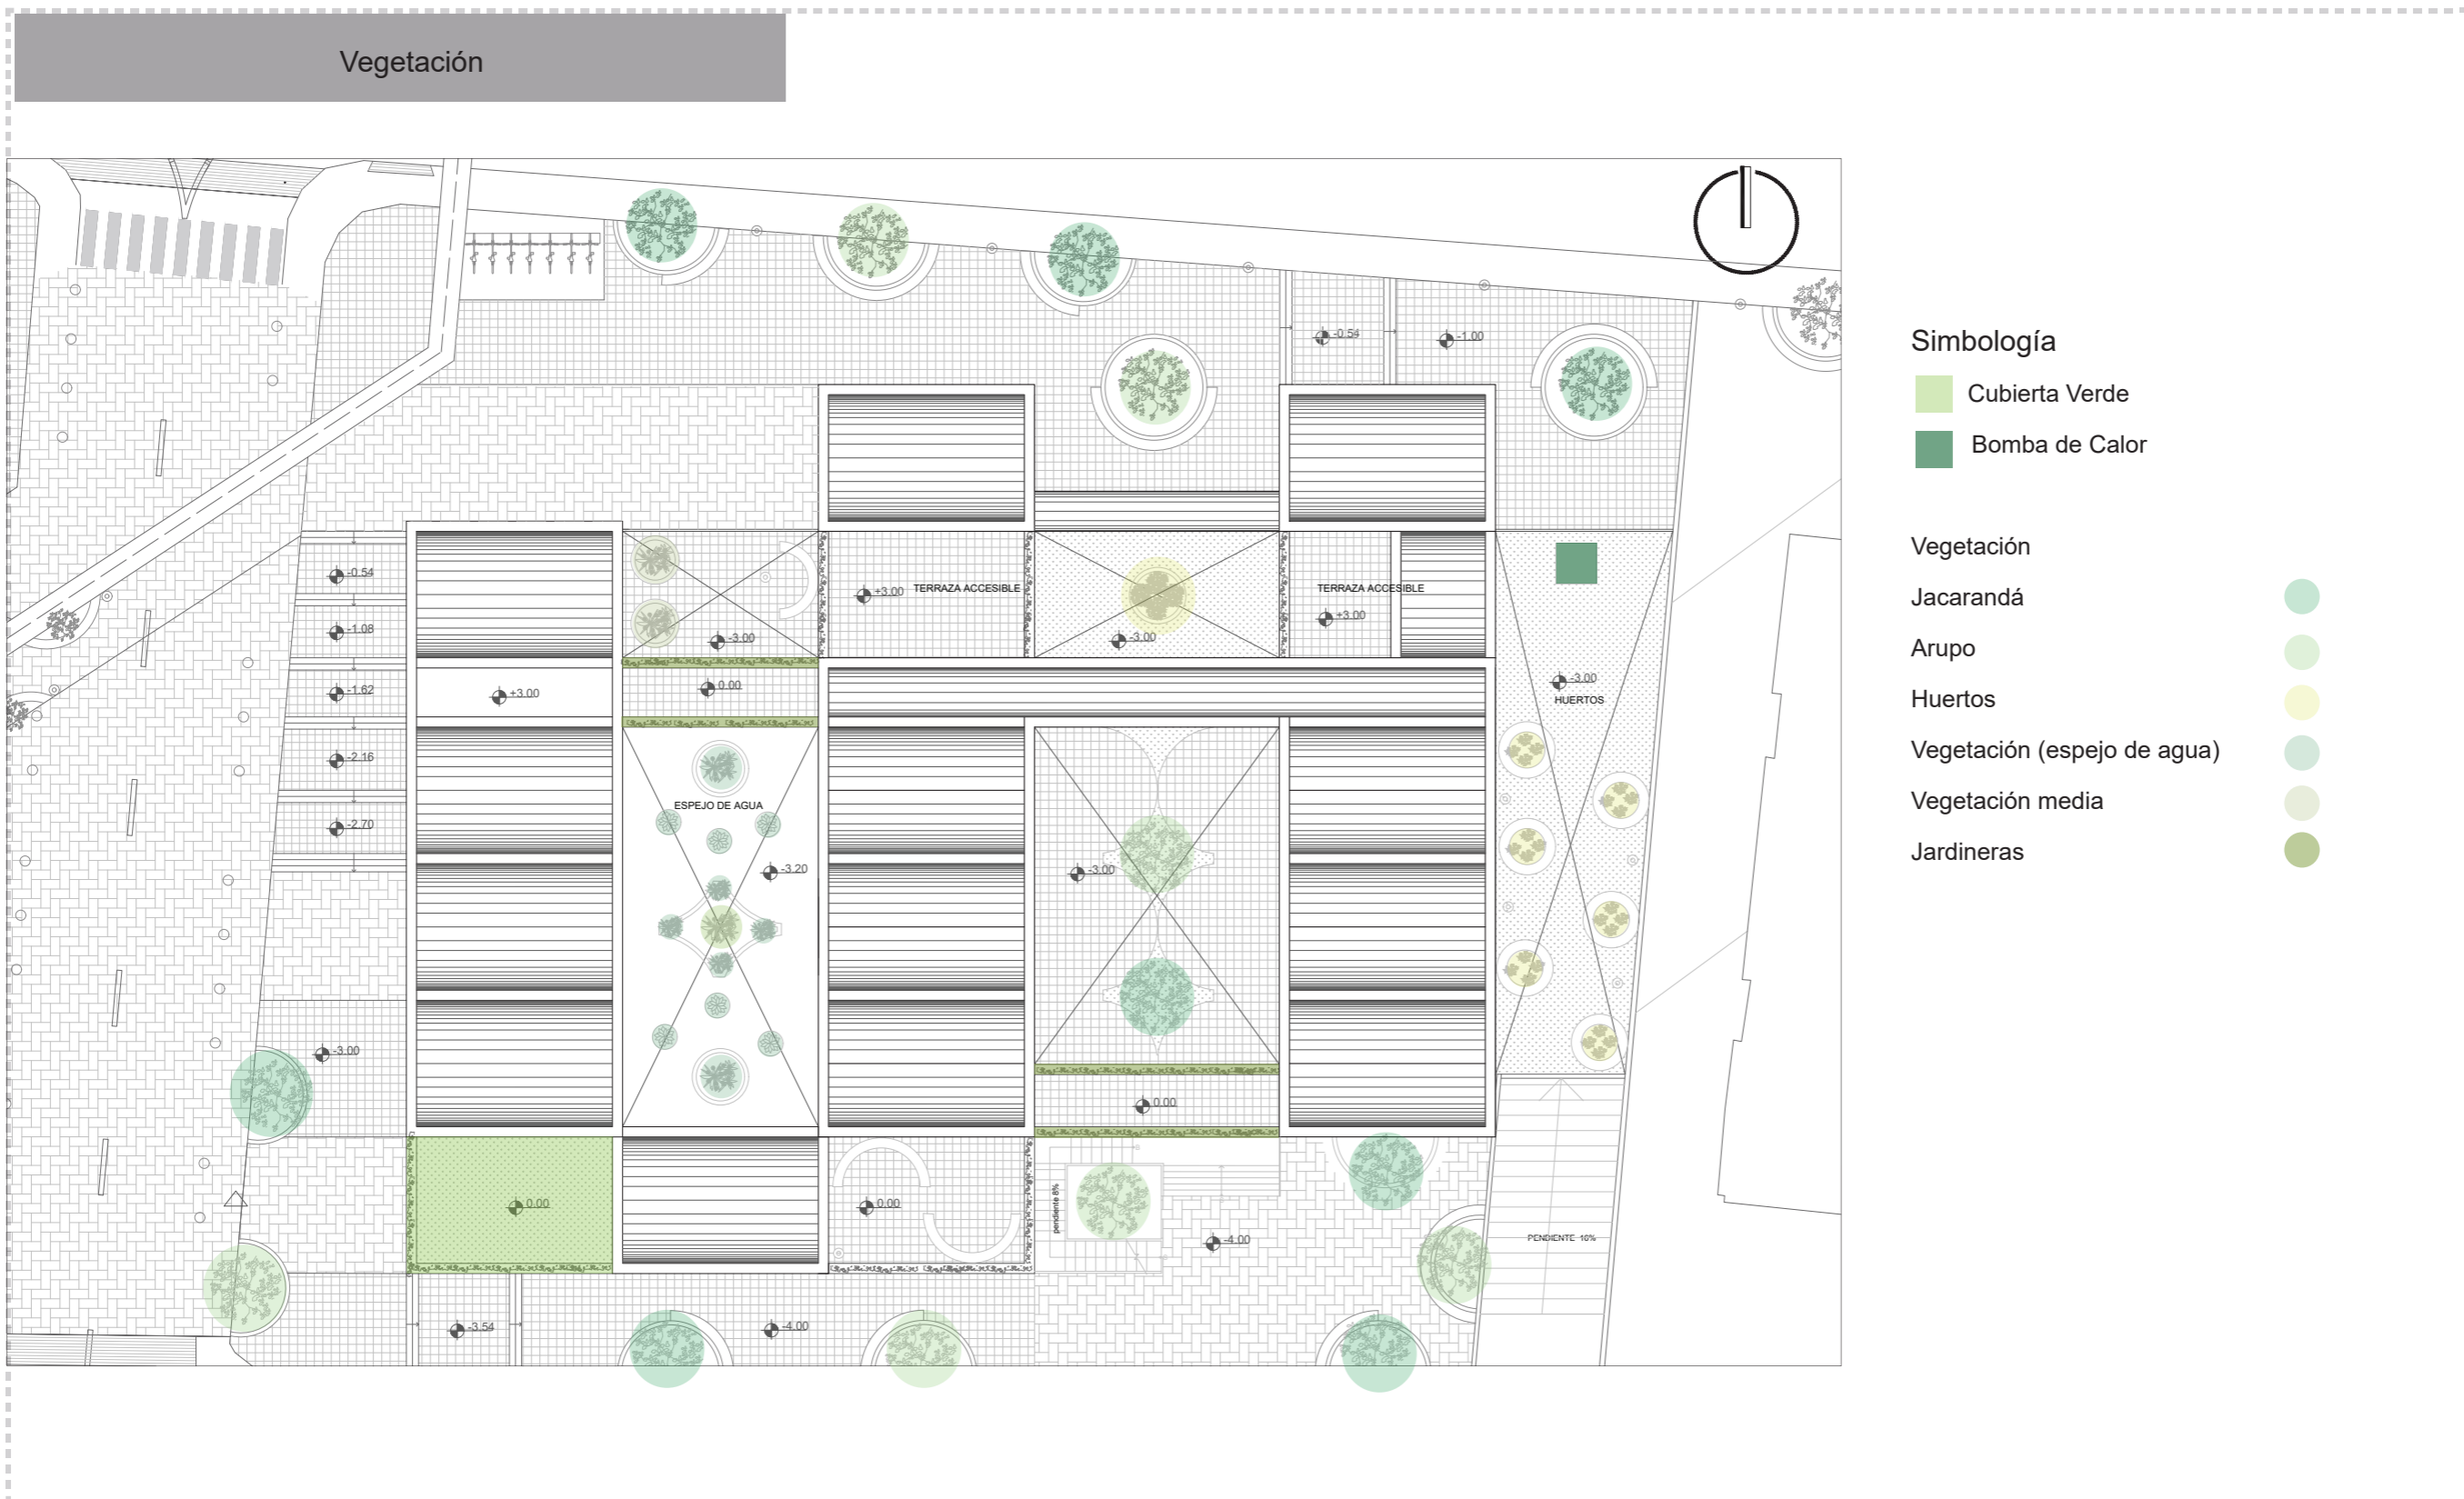 Vegetación
-0.54
-1.00
Simbología
Cubierta Verde
Bomba de Calor
Vegetación
Jacarandá
Arupo
Huertos
Vegetación (espejo de agua)
Vegetación media
Jardineras
-0.54
+3.00
TERRAZA ACCESIBLE
TERRAZA ACCESIBLE
+3.00
-1.08
-3.00
-3.00
-1.62
+3.00
0.00
-3.00
HUERTOS
-2.16
ESPEJO DE AGUA
-2.70
-3.20
-3.00
-3.00
0.00
0.00
0.00
pendiente 8%
-4.00
PENDIENTE 16%
-3.54
-4.00